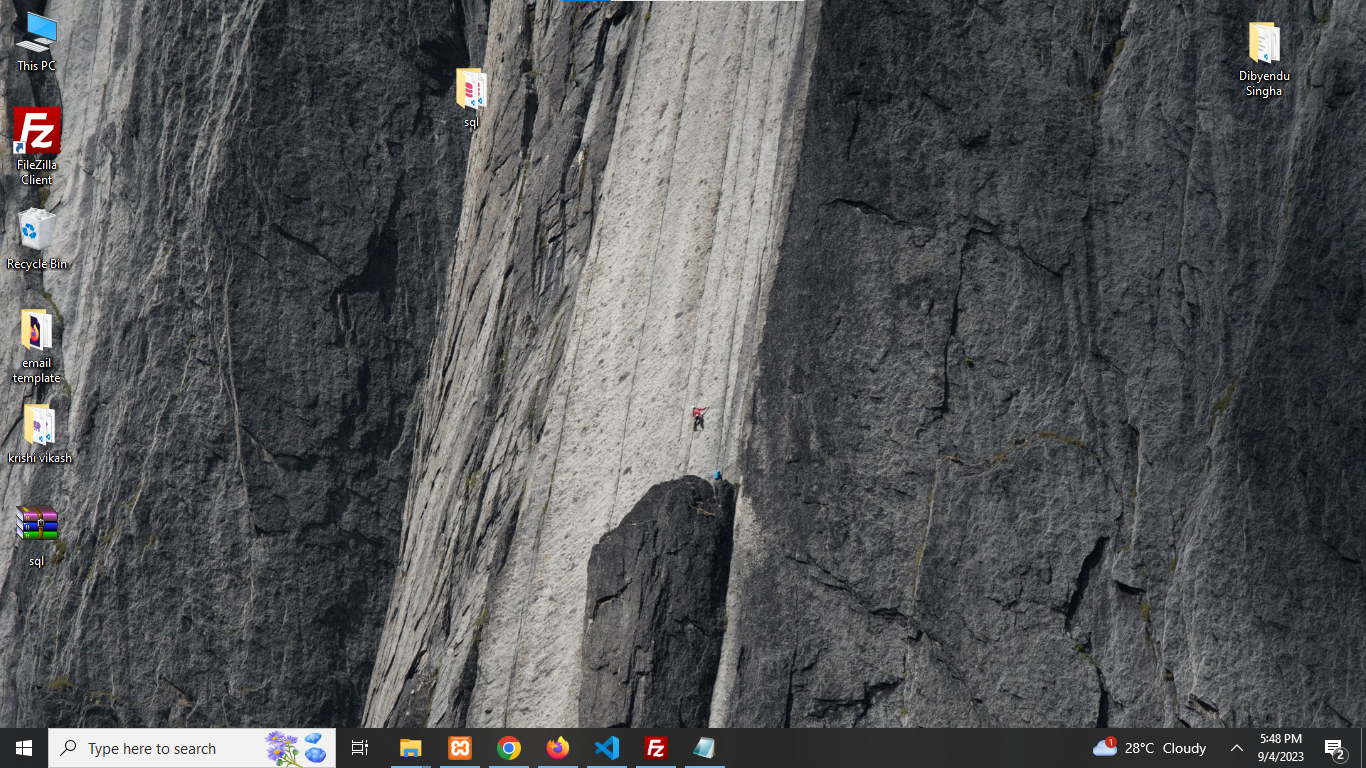 This PC
FileZilla
Client
Recycle Bin
email
template
krishi vikash
sql
sql
Dibyendu
Singha
Type here to search
1
28°C Cloudy
5:48 PM
9/4/2023
2